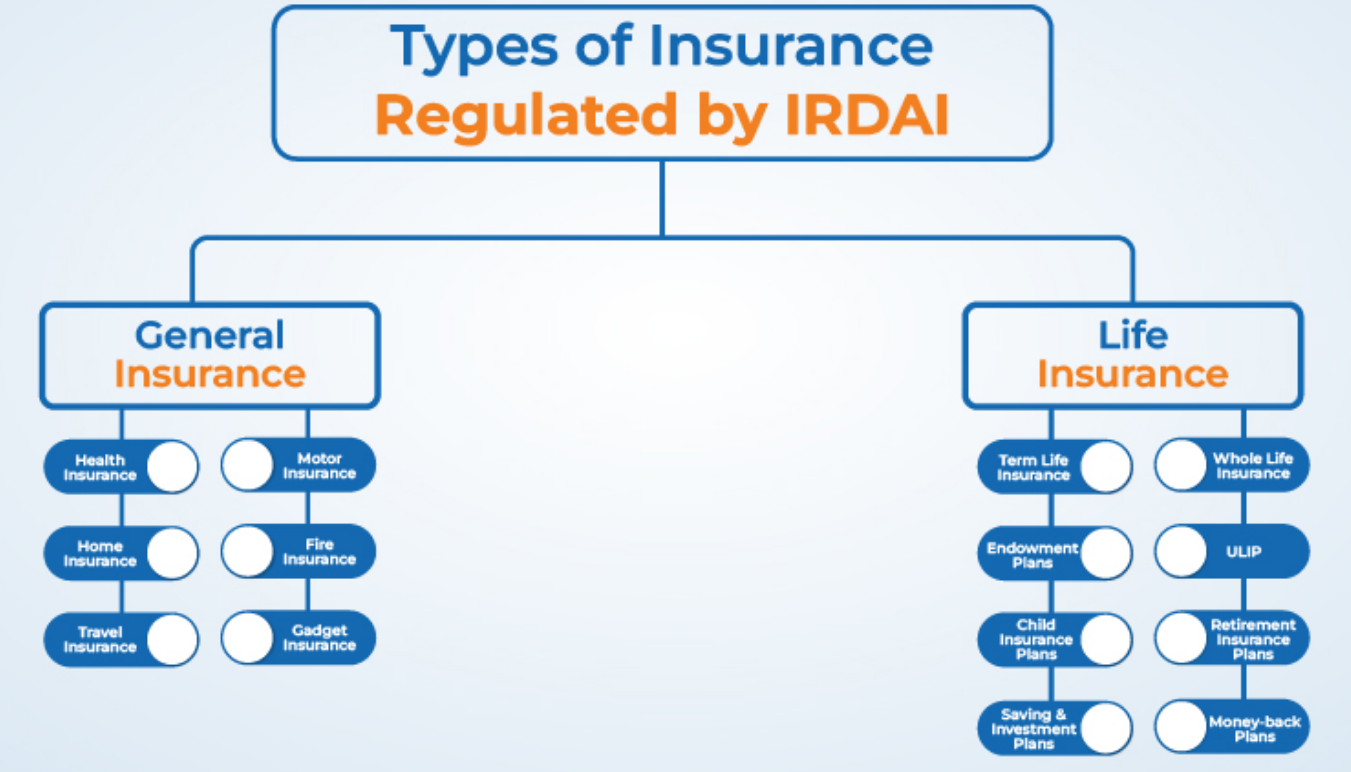 Types of Insurance
Regulated by IRDAI
General
Insurance
Health
Insurance
Motor
Insurance
Home
Insurance
Fire
Insurance
Travel
Insurance
Gadget
Insurance
Life
Insurance
Term Life
Insurance
Whole Life
Insurance
Endowment
Plans
ULIP
Child
Insurance
Plans
Retirement
Insurance
Plans
Saving &
Investment
Plans
Money-back
Plans